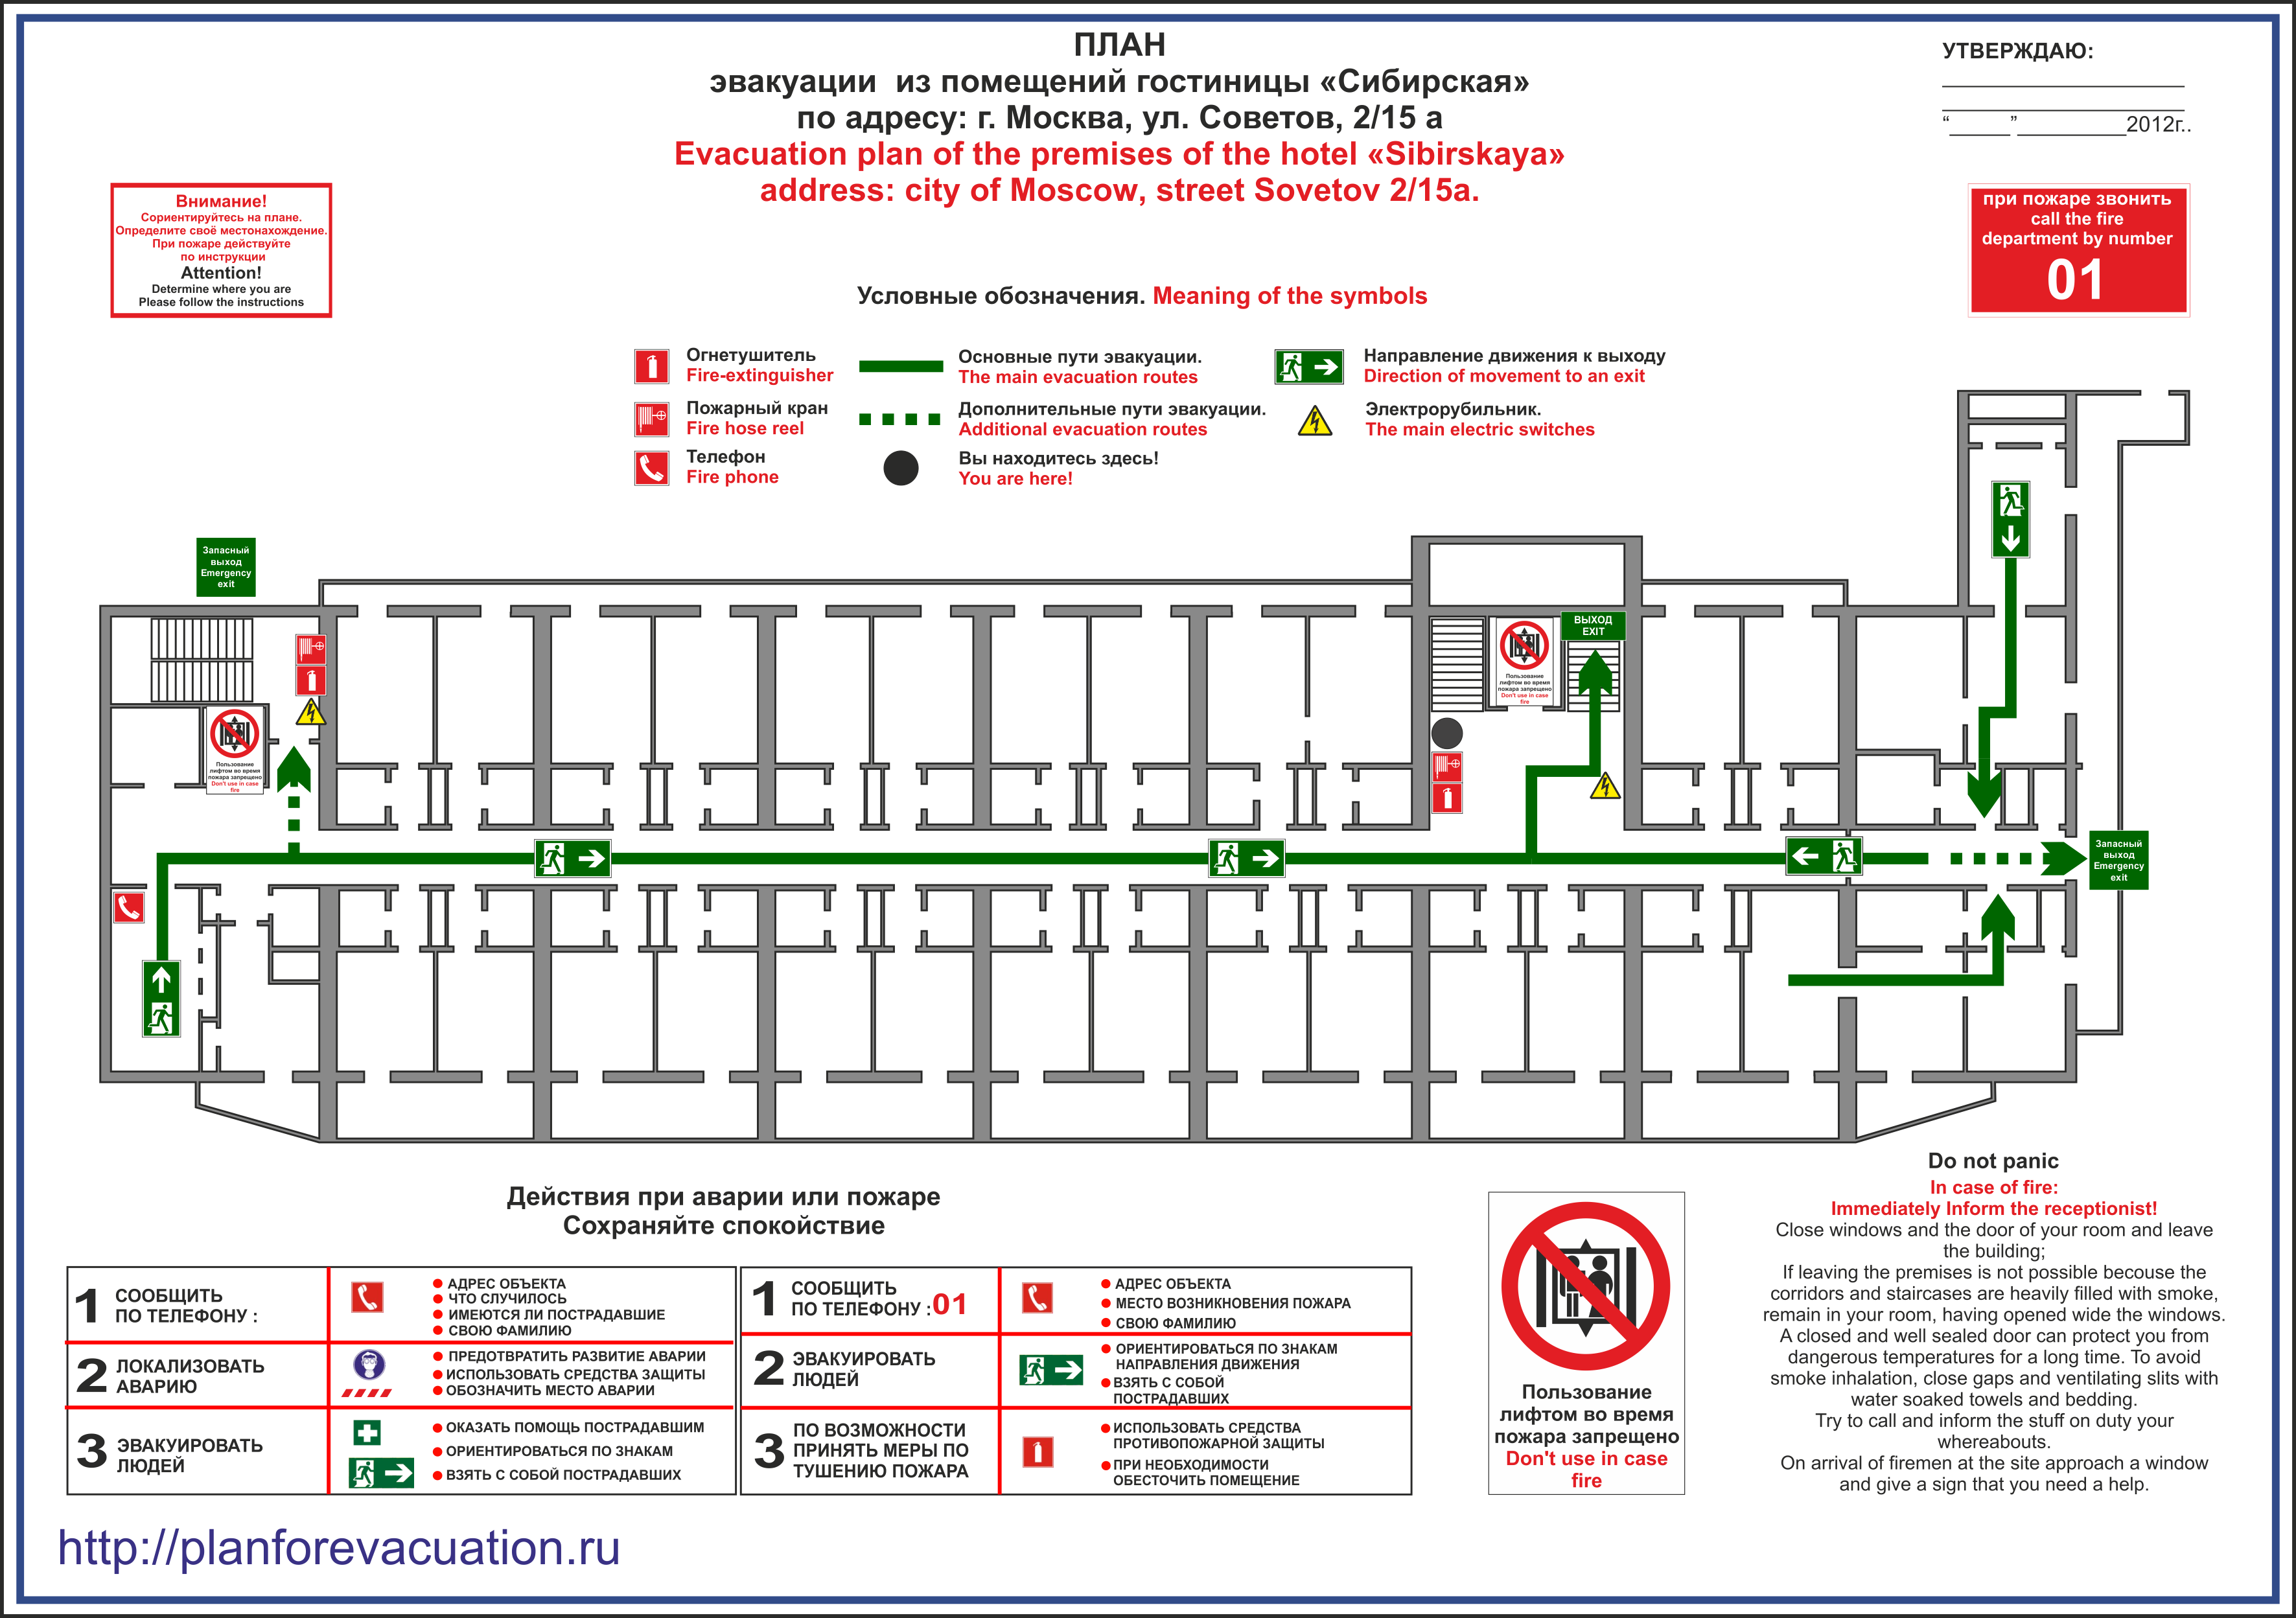 ПЛАН
эвакуации из помещений гостиницы «Сибирская»
по адресу: г. Москва, ул. Советов, 2/15 а
Evacuation plan of the premises of the hotel «Sibirskaya»
address: city of Moscow, street Sovetov 2/15a.
УТВЕРЖДАЮ:
“_____”_________2012г..
Внимание!
Сориентируйтесь на плане.
Определите своё местонахождение.
При пожаре действуйте
по инструкции
Attention!
Determine where you are
Please follow the instructions
при пожаре звонить
call the fire
department by number
01
Условные обозначения. Meaning of the symbols
Огнетушитель
Fire-extinguisher
Пожарный кран
Fire hose reel
Телефон
Fire phone
Основные пути эвакуации.
The main evacuation routes
Дополнительные пути эвакуации.
Additional evacuation routes
Вы находитесь здесь!
You are here!
Направление движения к выходу
Direction of movement to an exit
Электрорубильник.
The main electric switches
Запасный
выход
Emergency
exit
Пользование
лифтом во время
пожара запрещено
Don't use in case
fire
Пользование
лифтом во время
пожара запрещено
Don't use in case
fire
ВЫХОД
EXIT
Запасный
выход
Emergency
exit
Действия при аварии или пожаре
Сохраняйте спокойствие
1 СООБЩИТЬ
ПО ТЕЛЕФОНУ :
АДРЕС ОБЪЕКТА
ЧТО СЛУЧИЛОСЬ
ИМЕЮТСЯ ЛИ ПОСТРАДАВШИЕ
СВОЮ ФАМИЛИЮ
2 ЛОКАЛИЗОВАТЬ
АВАРИЮ
ПРЕДОТВРАТИТЬ РАЗВИТИЕ АВАРИИ
ИСПОЛЬЗОВАТЬ СРЕДСТВА ЗАЩИТЫ
ОБОЗНАЧИТЬ МЕСТО АВАРИИ
3 ЭВАКУИРОВАТЬ
ЛЮДЕЙ
ОКАЗАТЬ ПОМОЩЬ ПОСТРАДАВШИМ
ОРИЕНТИРОВАТЬСЯ ПО ЗНАКАМ
ВЗЯТЬ С СОБОЙ ПОСТРАДАВШИХ
1 СООБЩИТЬ
ПО ТЕЛЕФОНУ :01
АДРЕС ОБЪЕКТА
МЕСТО ВОЗНИКНОВЕНИЯ ПОЖАРА
СВОЮ ФАМИЛИЮ
2 ЭВАКУИРОВАТЬ
ЛЮДЕЙ
ОРИЕНТИРОВАТЬСЯ ПО ЗНАКАМ
НАПРАВЛЕНИЯ ДВИЖЕНИЯ
ВЗЯТЬ С СОБОЙ
ПОСТРАДАВШИХ
3 ПО ВОЗМОЖНОСТИ
ПРИНЯТЬ МЕРЫ ПО
ТУШЕНИЮ ПОЖАРА
ИСПОЛЬЗОВАТЬ СРЕДСТВА
ПРОТИВОПОЖАРНОЙ ЗАЩИТЫ
ПРИ НЕОБХОДИМОСТИ
ОБЕСТОЧИТЬ ПОМЕЩЕНИЕ
Пользование
лифтом во время
пожара запрещено
Don't use in case
fire
Do not panic
In case of fire:
Immediately Inform the receptionist!
Close windows and the door of your room and leave
the building;
If leaving the premises is not possible becouse the
corridors and staircases are heavily filled with smoke,
remain in your room, having opened wide the windows.
A closed and well sealed door can protect you from
dangerous temperatures for a long time. To avoid
smoke inhalation, close gaps and ventilating slits with
water soaked towels and bedding.
Try to call and inform the stuff on duty your
whereabouts.
On arrival of firemen at the site approach a window
and give a sign that you need a help.
http://planforevacuation.ru